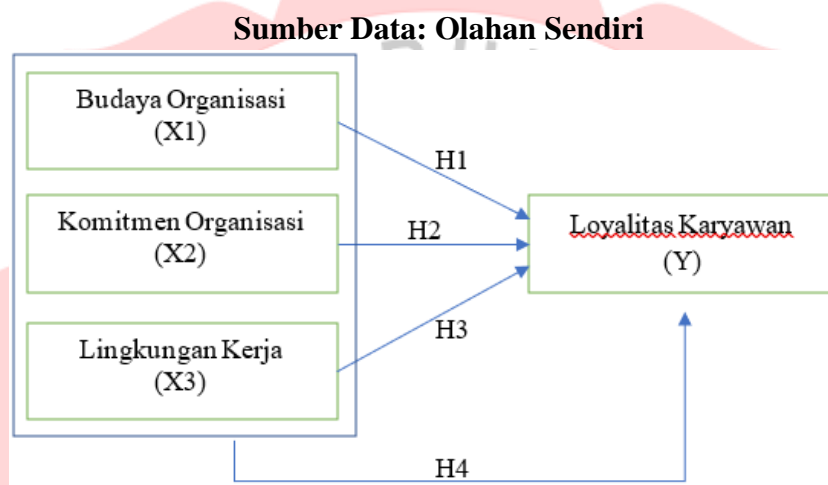 Sumber Data: Olahan Sendiri
Budaya Organisasi
(X1)
H1
Komitmen Organisasi
(X2)
H2
Loyalitas Karyawan
(Y)
Lingkungan Kerja
(X3)
H3
H4